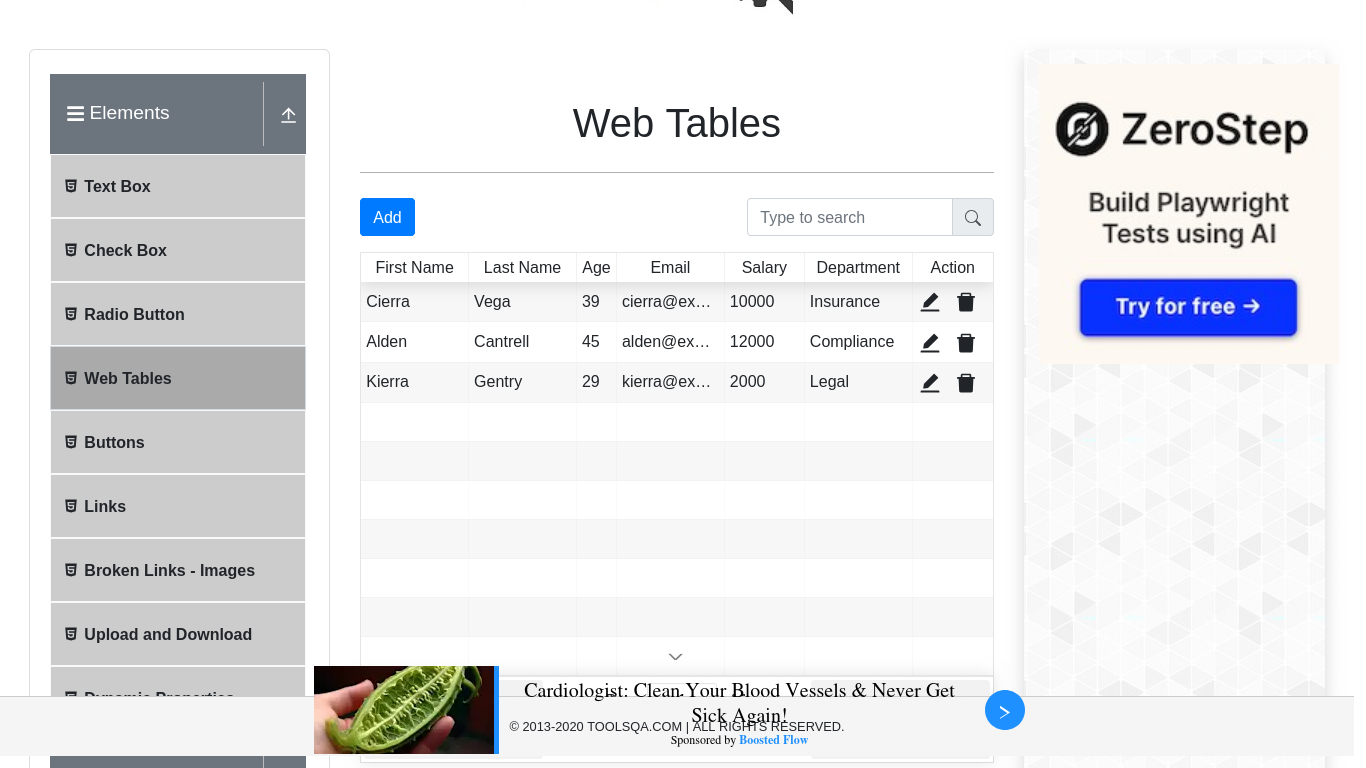 Elements
Text Box
Check Box
Radio Button
Web Tables
Buttons
Links
Broken Links - Images
Upload and Download
Web Tables
Add
Type to search
First Name Last Name Age Email Salary Department Action
Cierra Vega 39 cierra@ex… 10000 Insurance
Alden Cantrell 45 alden@ex… 12000 Compliance
Kierra Gentry 29 kierra@ex… 2000 Legal
ZeroStep
Build Playwright
Tests using AI
Try for free →
Cardiologist: Clean Your Blood Vessels & Never Get
Sick Again!
© 2013-2020 TOOLSQA.COM | ALL RIGHTS RESERVED.
Sponsored by Boosted Flow